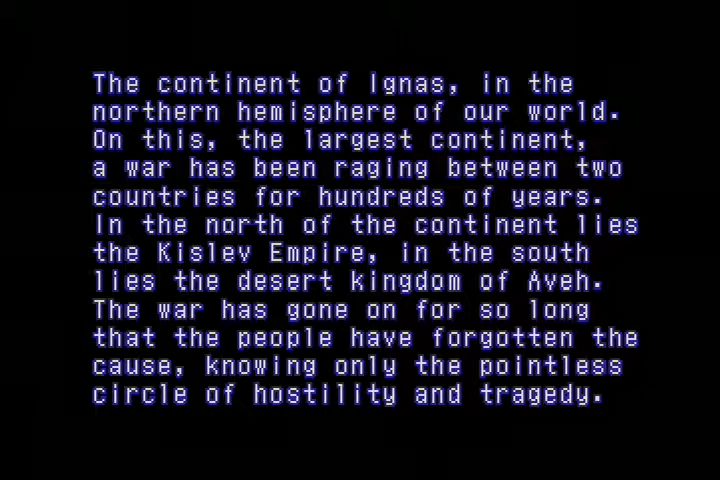 The continent of Ignas, in the
northern hemisphere of our world.
On this, the largest continent,
a war has been raging between two
countries for hundreds of years.
In the north of the continent lies
the Kislev Empire, in the south
lies the desert kingdom of Aveh.
The war has gone on for so long
that the people have forgotten the
cause, knowing only the pointless
circle of hostility and tragedy.